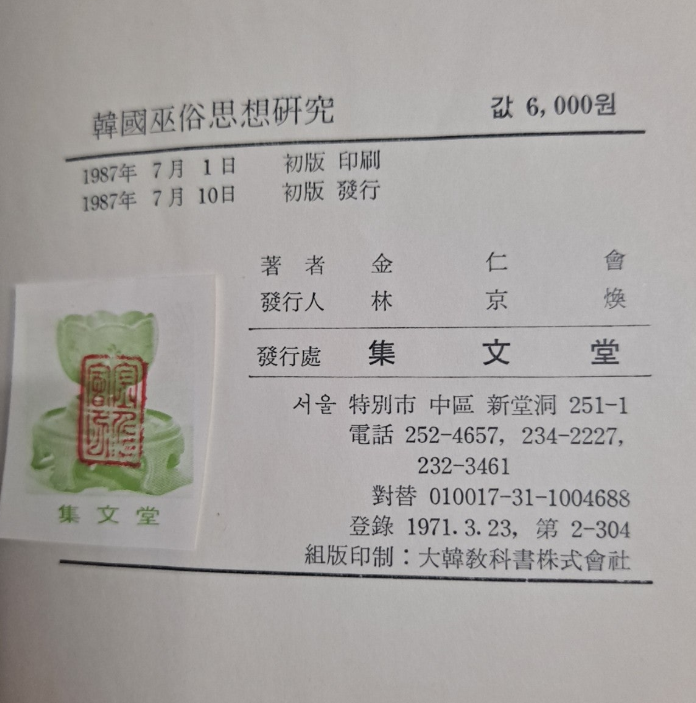 韓國巫俗思想硏究 값 6,000원
1987年 7月 1日 初版 印刷
1987年 7月 10日 初版 發行
著者 金仁會
發行人 林京煥
發行處 集文堂
서울 特別市 中區 新堂洞 251-1
電話 252-4657, 234-2227,
232-3461
對替 010017-31-1004688
登錄 1971.3.23, 第 2-304
組版印制：大韓敎科書株式會社
集文堂